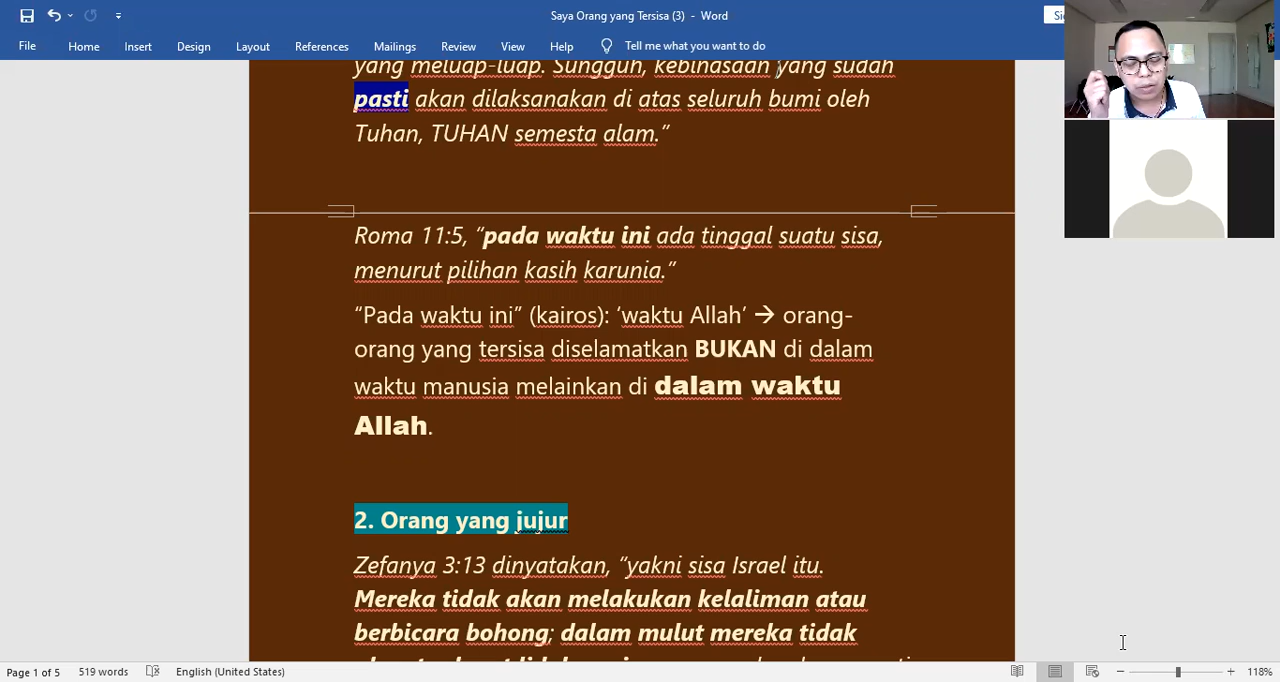 Saya Orang yang Tersisa (3) - Word
File Home Insert Design Layout References Mailings Review View Help Tell me what you want to do
yang meluap-luap. Sungguh, kebinasaan yang sudah
pasti akan dilaksanakan di atas seluruh bumi oleh
Tuhan, TUHAN semesta alam.”
Roma 11:5, “pada waktu ini ada tinggal suatu sisa,
menurut pilihan kasih karunia.”
“Pada waktu ini” (kairos): ‘waktu Allah’ → orang-
orang yang tersisa diselamatkan BUKAN di dalam
waktu manusia melainkan di dalam waktu
Allah.
2. Orang yang jujur
Zefanya 3:13 dinyatakan, “yakni sisa Israel itu.
Mereka tidak akan melakukan kelaliman atau
berbicara bohong; dalam mulut mereka tidak
Page 1 of 5 519 words English (United States) 118%